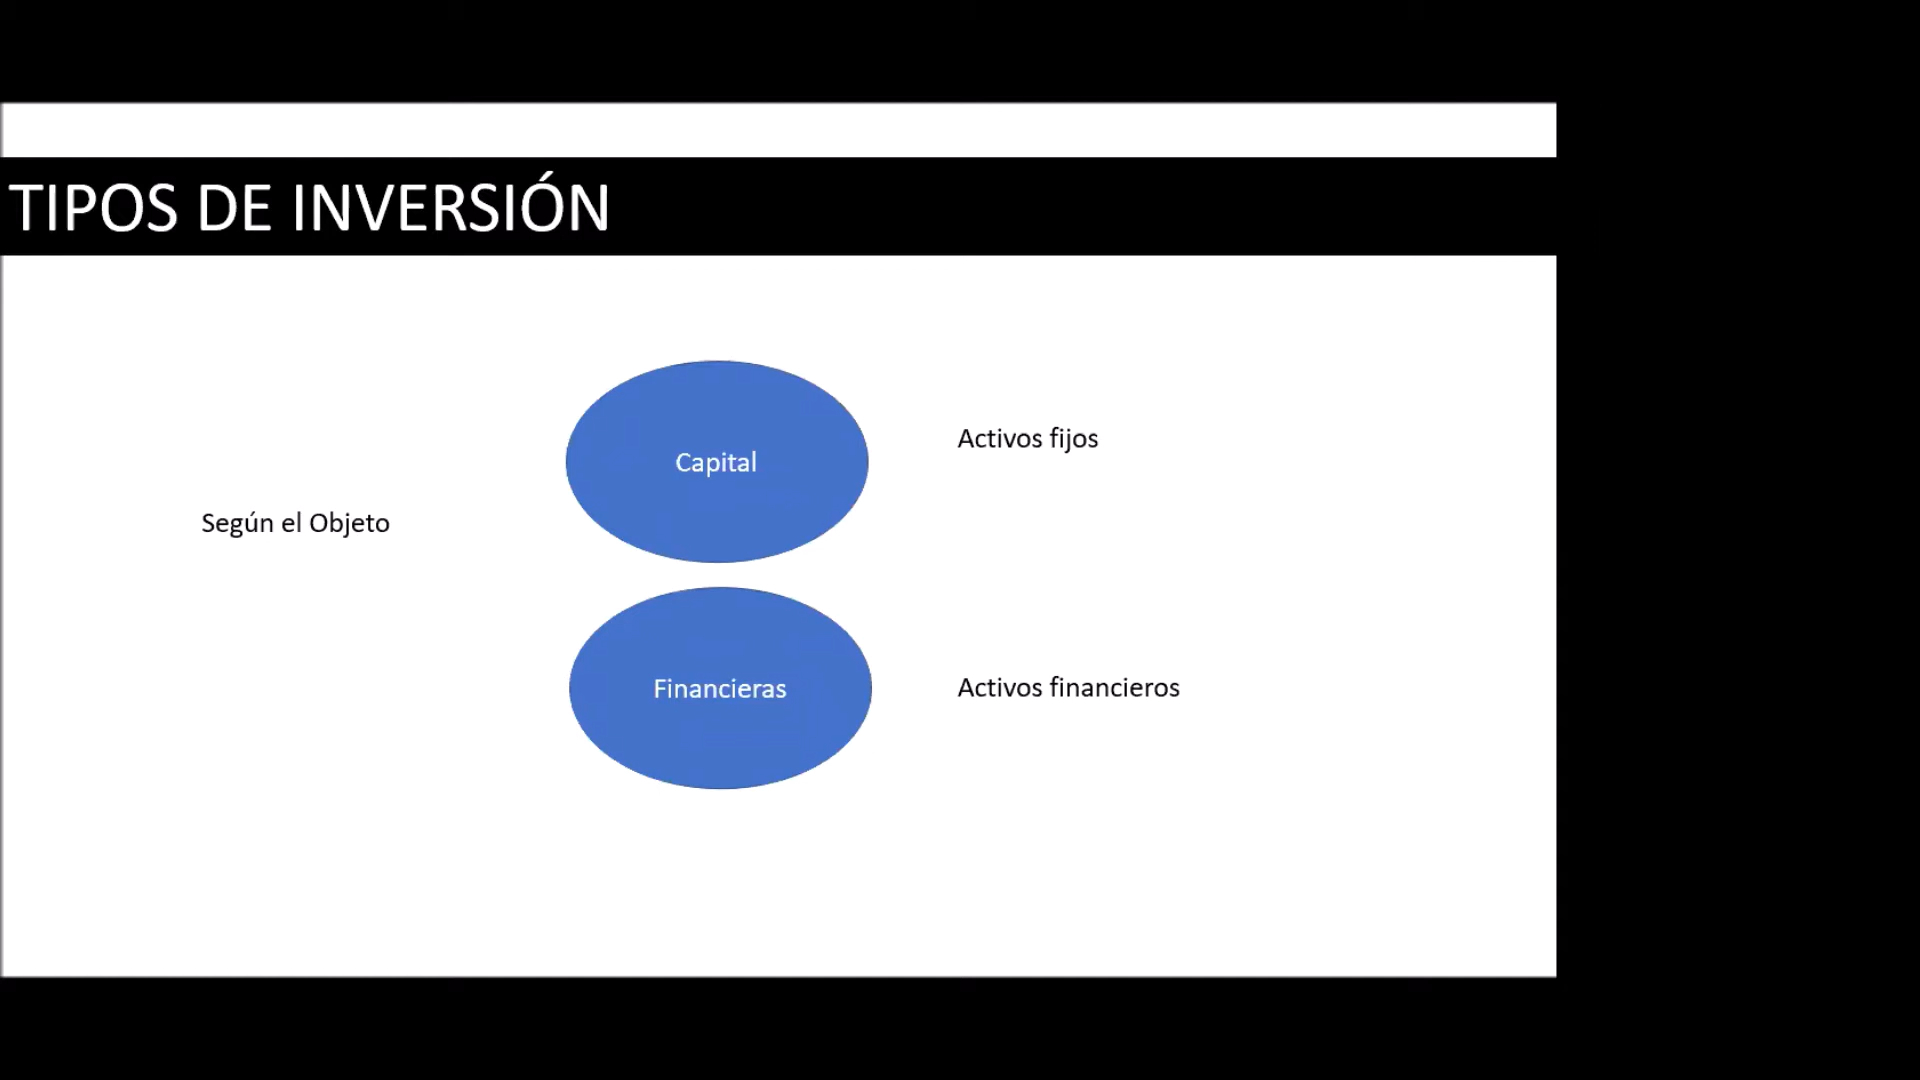 TIPOS DE INVERSIÓN
Según el Objeto
Capital
Activos fijos
Financieras
Activos financieros